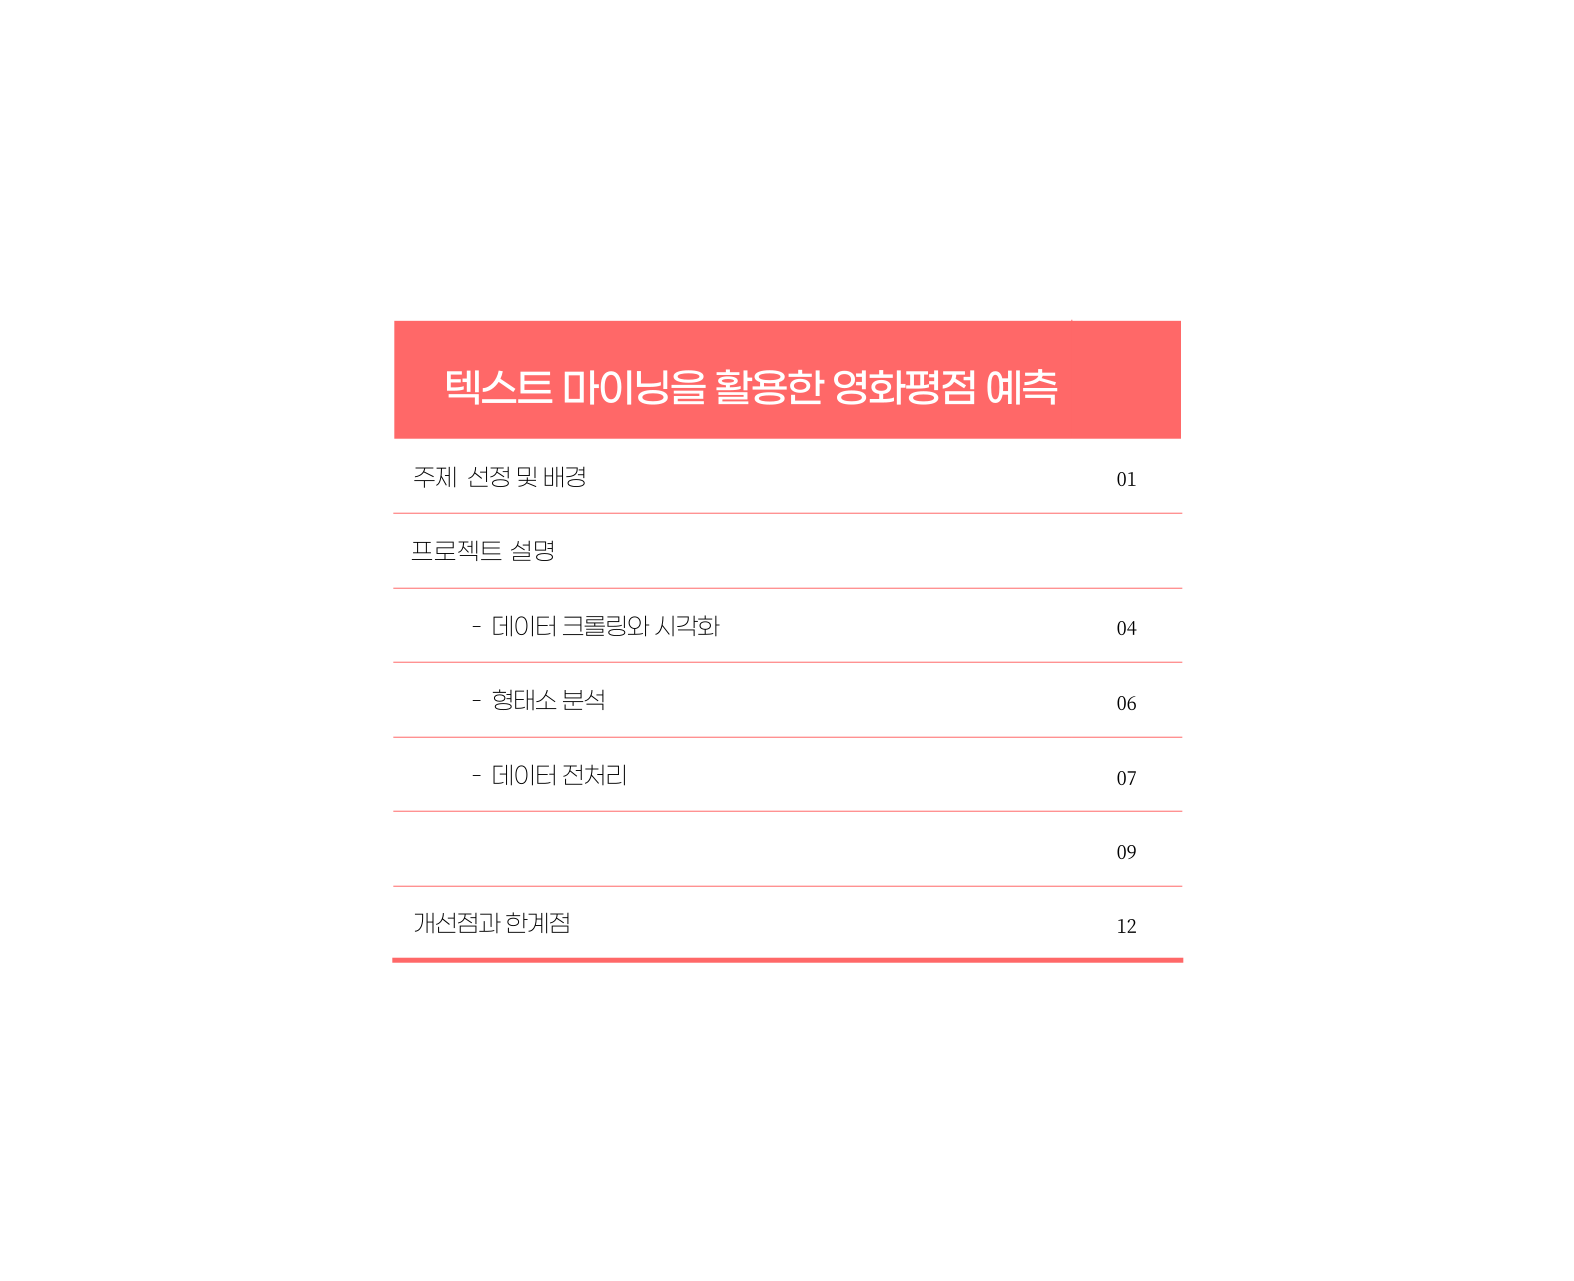 텍스트 마이닝을 활용한 영화평점 예측
주제 선정 및 배경 01
프로젝트 설명
- 데이터 크롤링와 시각화 04
- 형태소 분석 06
- 데이터 전처리 07
09
개선점과 한계점 12